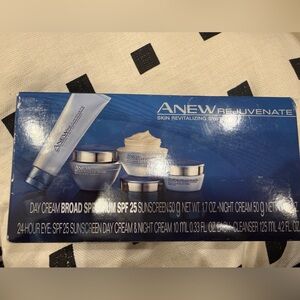 ANEW REJUVENATE
SKIN REVITALIZING
ANEW
DAY CREAM BROAD SPECTRUM SPF 25 SUNSCREEN 50 g NET WT 1.7 OZ.-NIGHT CREAM 50 g
24-HOUR EYE: SPF 25 SUNSCREEN DAY CREAM & NIGHT CREAM 10 mL 0.33 FL OZ CLEANSER 125 mL 4.2 FL